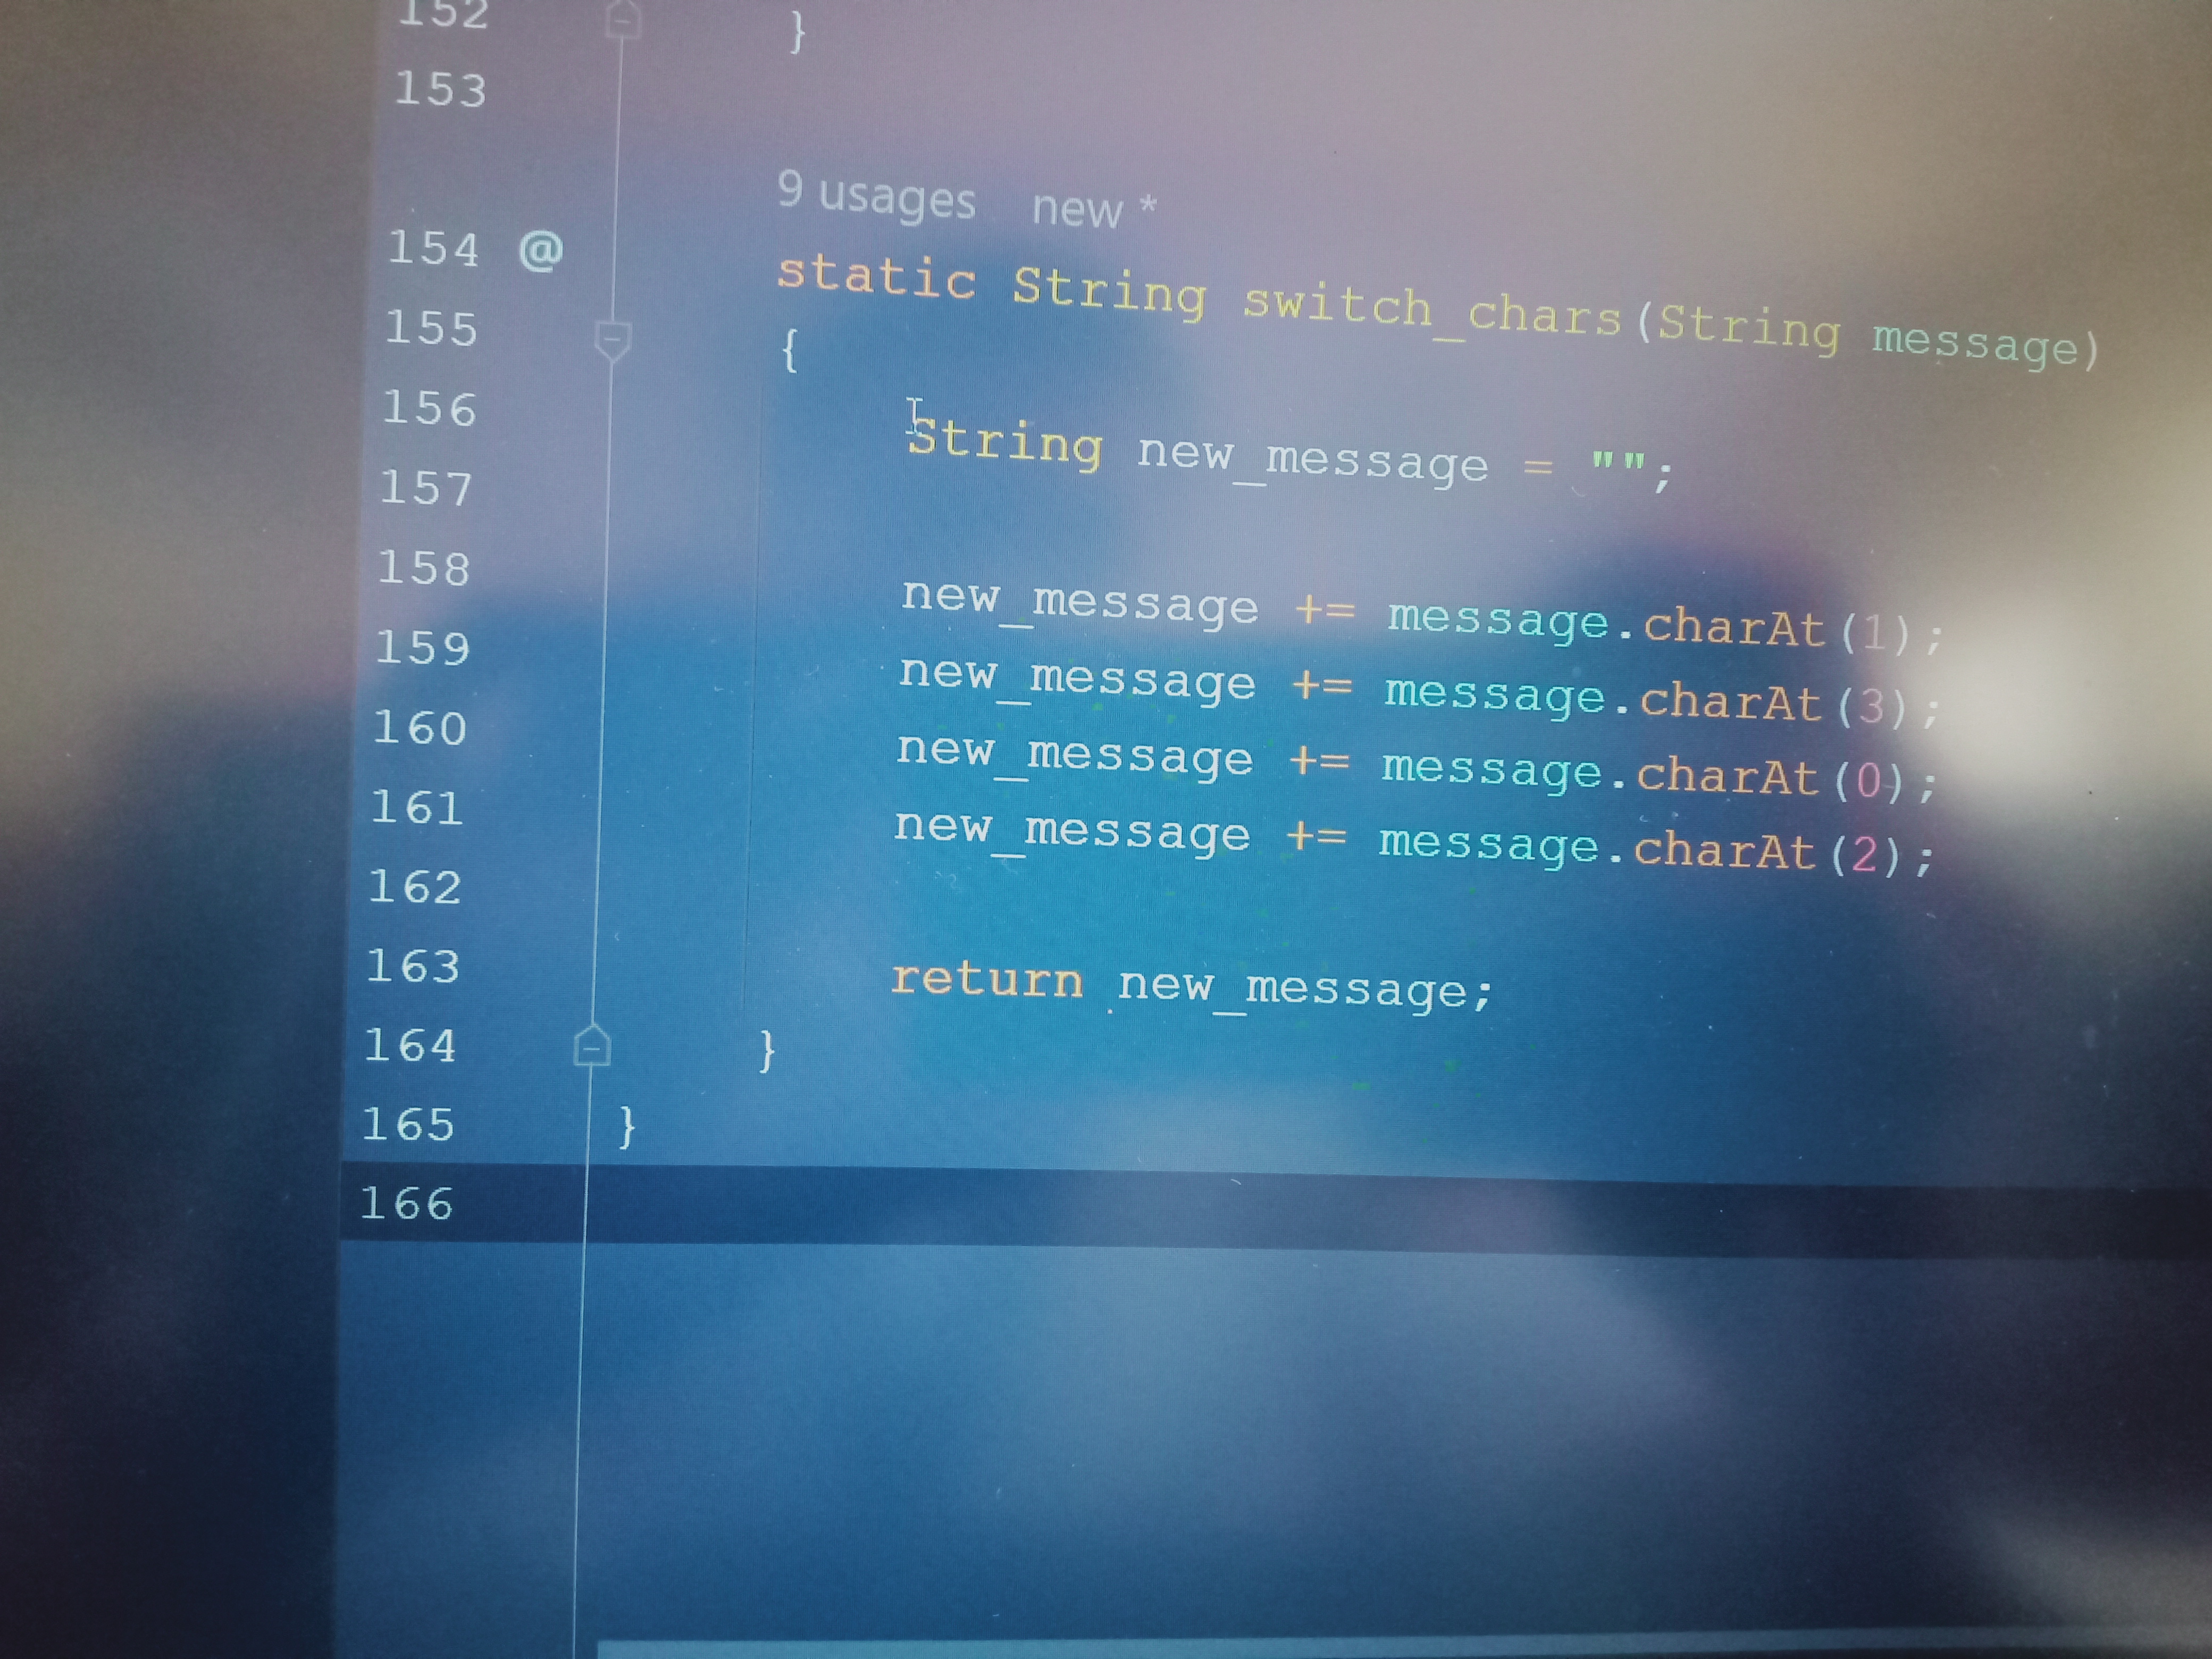 152 }
153
9 usages new *
154 @ static String switch_chars(String message)
155 {
156 String new_message = "";
157
158 new_message += message.charAt(1);
159 new_message += message.charAt(3);
160 new_message += message.charAt(0);
161 new_message += message.charAt(2);
162
163 return new_message;
164 }
165 }
166